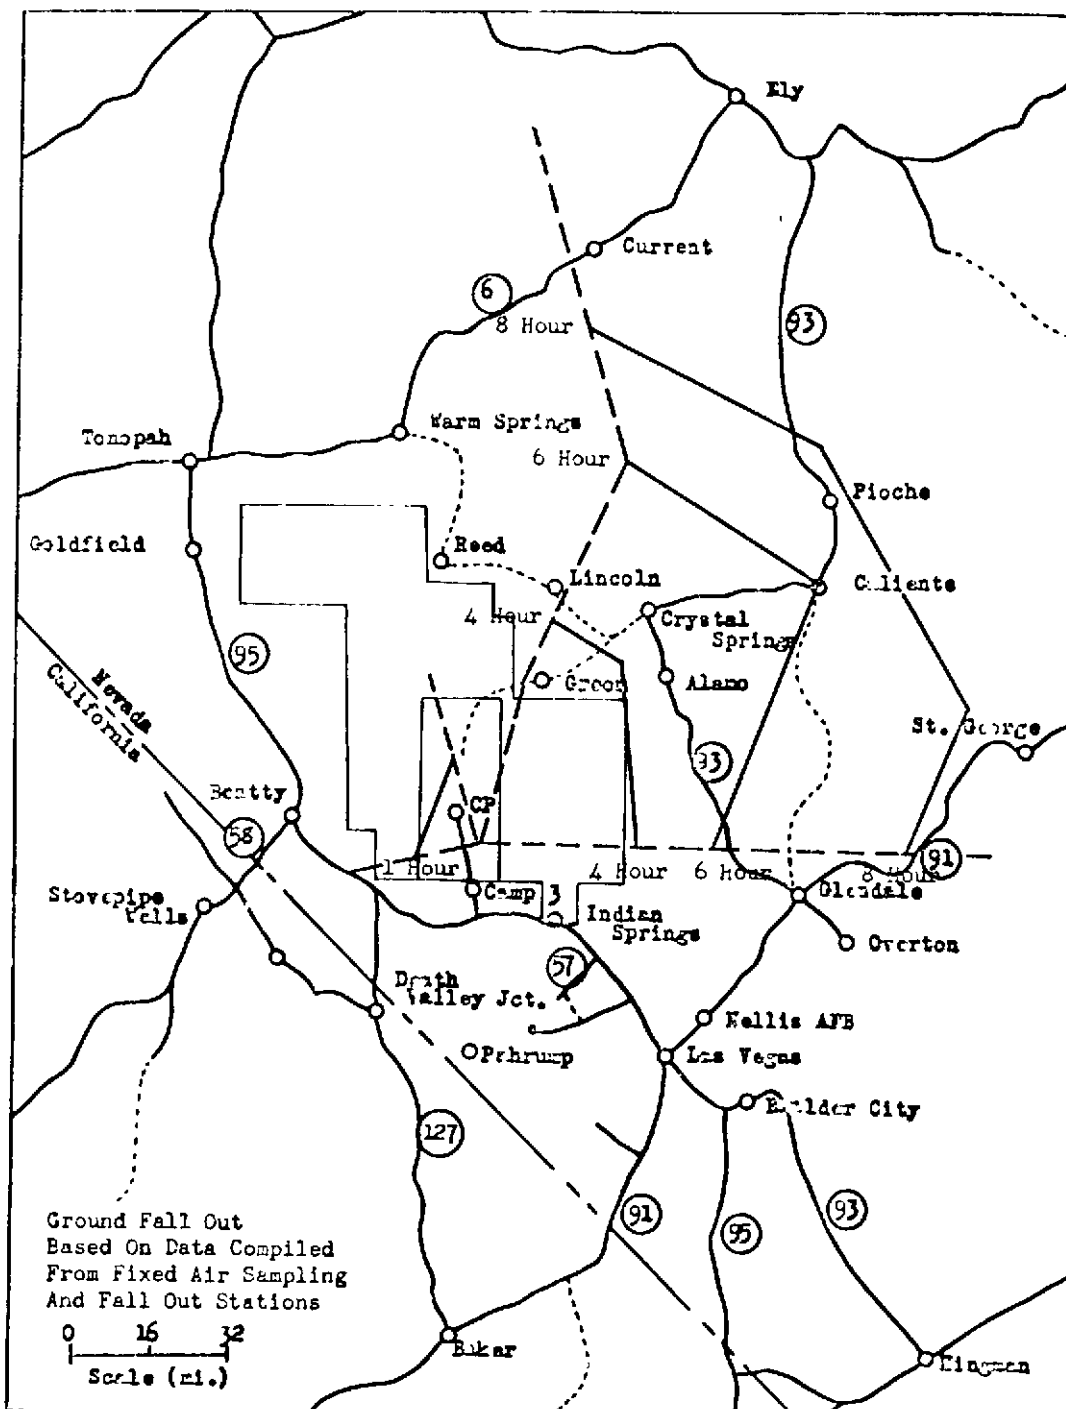 Ely
Current
6
8 Hour
93
Warm Springs
Tonopah
6 Hour
Pioche
Goldfield
Reed
Lincoln
Caliente
4 Hour
Crystal
Springs
95
Groom
Alamo
Nevada
California
St. George
93
Beatty
CP
58
1 Hour
4 Hour
6 Hour
8 Hour
91
Stovepipe
Wells
Camp 3
Glendale
Indian
Springs
Overton
57
Death
Valley Jct.
Nellis AFB
Pahrump
Las Vegas
Boulder City
127
91
95
93
Ground Fall Out
Based On Data Compiled
From Fixed Air Sampling
And Fall Out Stations
0 16 32
Scale (mi.)
Baker
Kingman